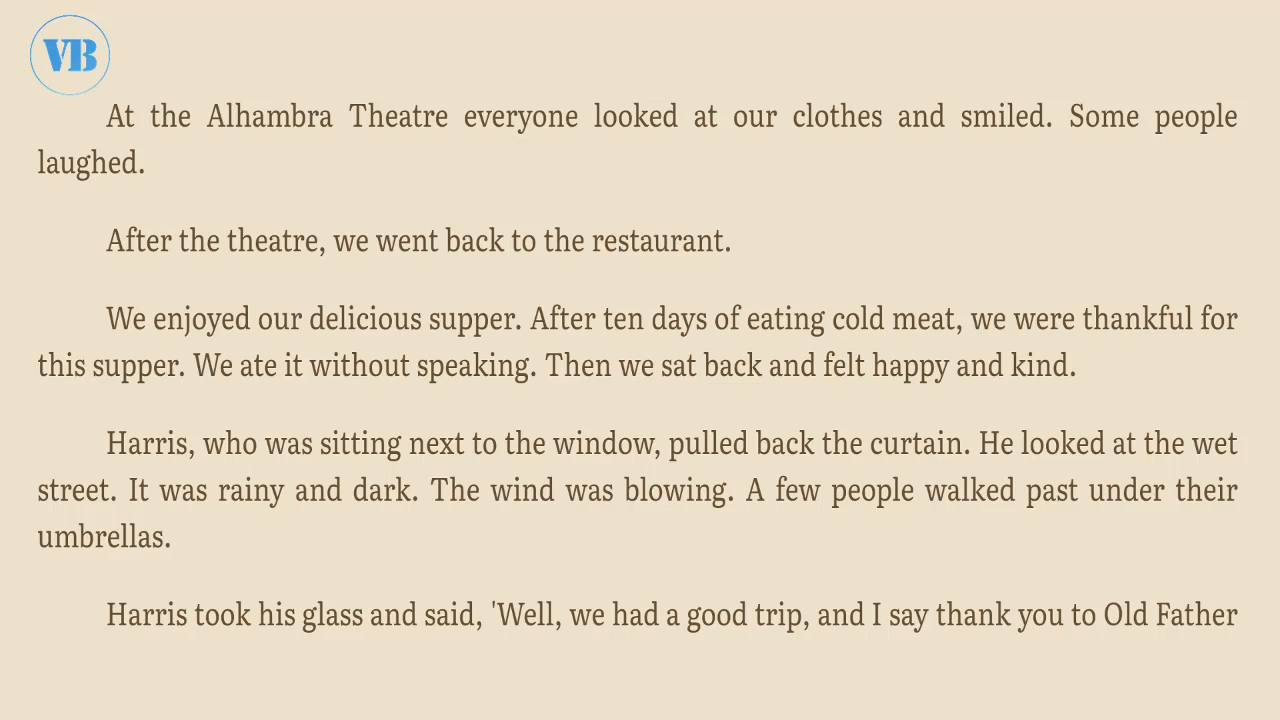 VB
At the Alhambra Theatre everyone looked at our clothes and smiled. Some people
laughed.
After the theatre, we went back to the restaurant.
We enjoyed our delicious supper. After ten days of eating cold meat, we were thankful for
this supper. We ate it without speaking. Then we sat back and felt happy and kind.
Harris, who was sitting next to the window, pulled back the curtain. He looked at the wet
street. It was rainy and dark. The wind was blowing. A few people walked past under their
umbrellas.
Harris took his glass and said, 'Well, we had a good trip, and I say thank you to Old Father